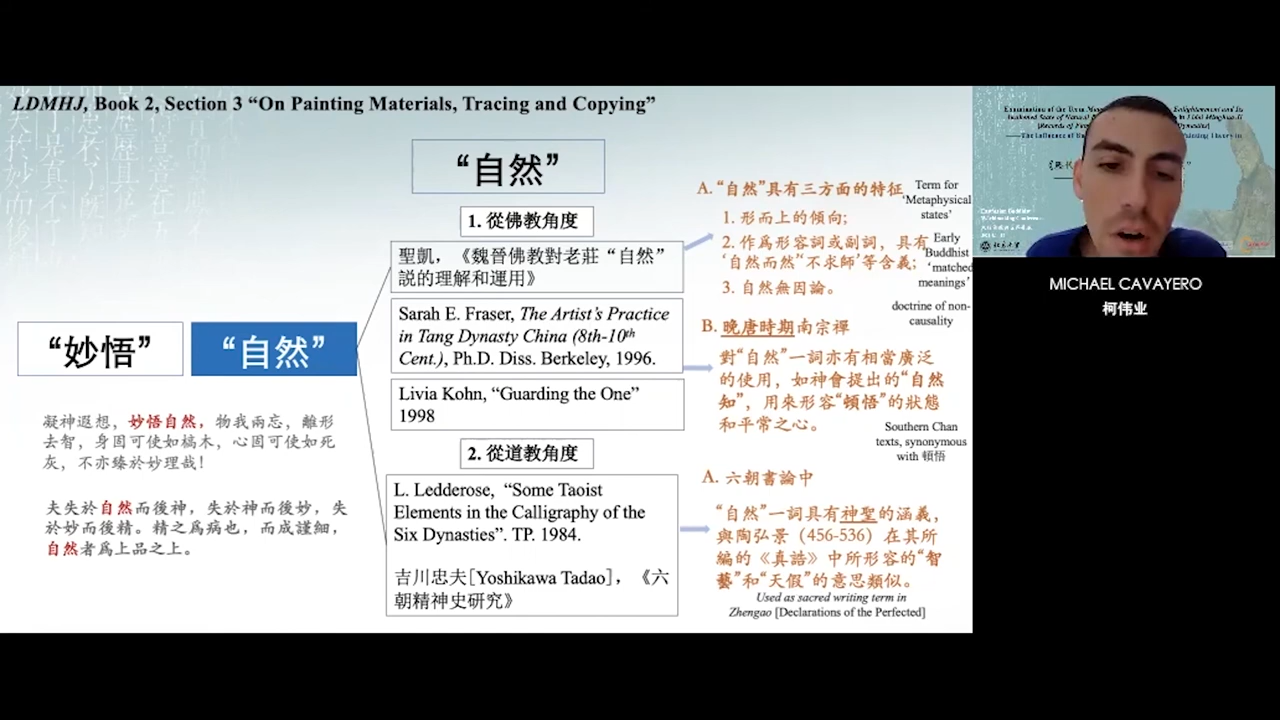 LDMHJ, Book 2, Section 3 “On Painting Materials, Tracing and Copying”
“自然”
1. 從佛教角度
聖凱，《魏晉佛教對老莊“自然”
説的理解和運用》
Sarah E. Fraser, The Artist’s Practice
in Tang Dynasty China (8th-10th
Cent.), Ph.D. Diss. Berkeley, 1996.
Livia Kohn, “Guarding the One”
1998
“妙悟”
“自然”
凝神遐想，妙悟自然，物我兩忘，離形
去智，身固可使如槁木，心固可使如死
灰，不亦臻於妙理哉！
夫失於自然而後神，失於神而後妙，失
於妙而後精。精之爲病也，而成謹細，
自然者爲上品之上。
2. 從道教角度
L. Ledderose, “Some Taoist
Elements in the Calligraphy of the
Six Dynasties”. TP. 1984.
吉川忠夫[Yoshikawa Tadao]，《六
朝精神史研究》
A. “自然”具有三方面的特征
1. 形而上的傾向；
2. 作爲形容詞或副詞，具有
‘自然而然’‘不求師’等含義；
3. 自然無因論。
Term for
‘Metaphysical
states’
Early
Buddhist
‘matched
meanings’
doctrine of non-
causality
B. 晚唐時期南宗禪
對“自然”一詞亦有相當廣泛
的使用，如神會提出的“自然
知”，用來形容“頓悟”的狀態
和平常之心。
Southern Chan
texts, synonymous
with 頓悟
A. 六朝書論中
“自然”一詞具有神聖的涵義，
與陶弘景（456-536）在其所
編的《真誥》中所形容的“智
藝”和“天假”的意思類似。
Used as sacred writing term in
Zhengao [Declarations of the Perfected]
MICHAEL CAVAYERO
柯伟业